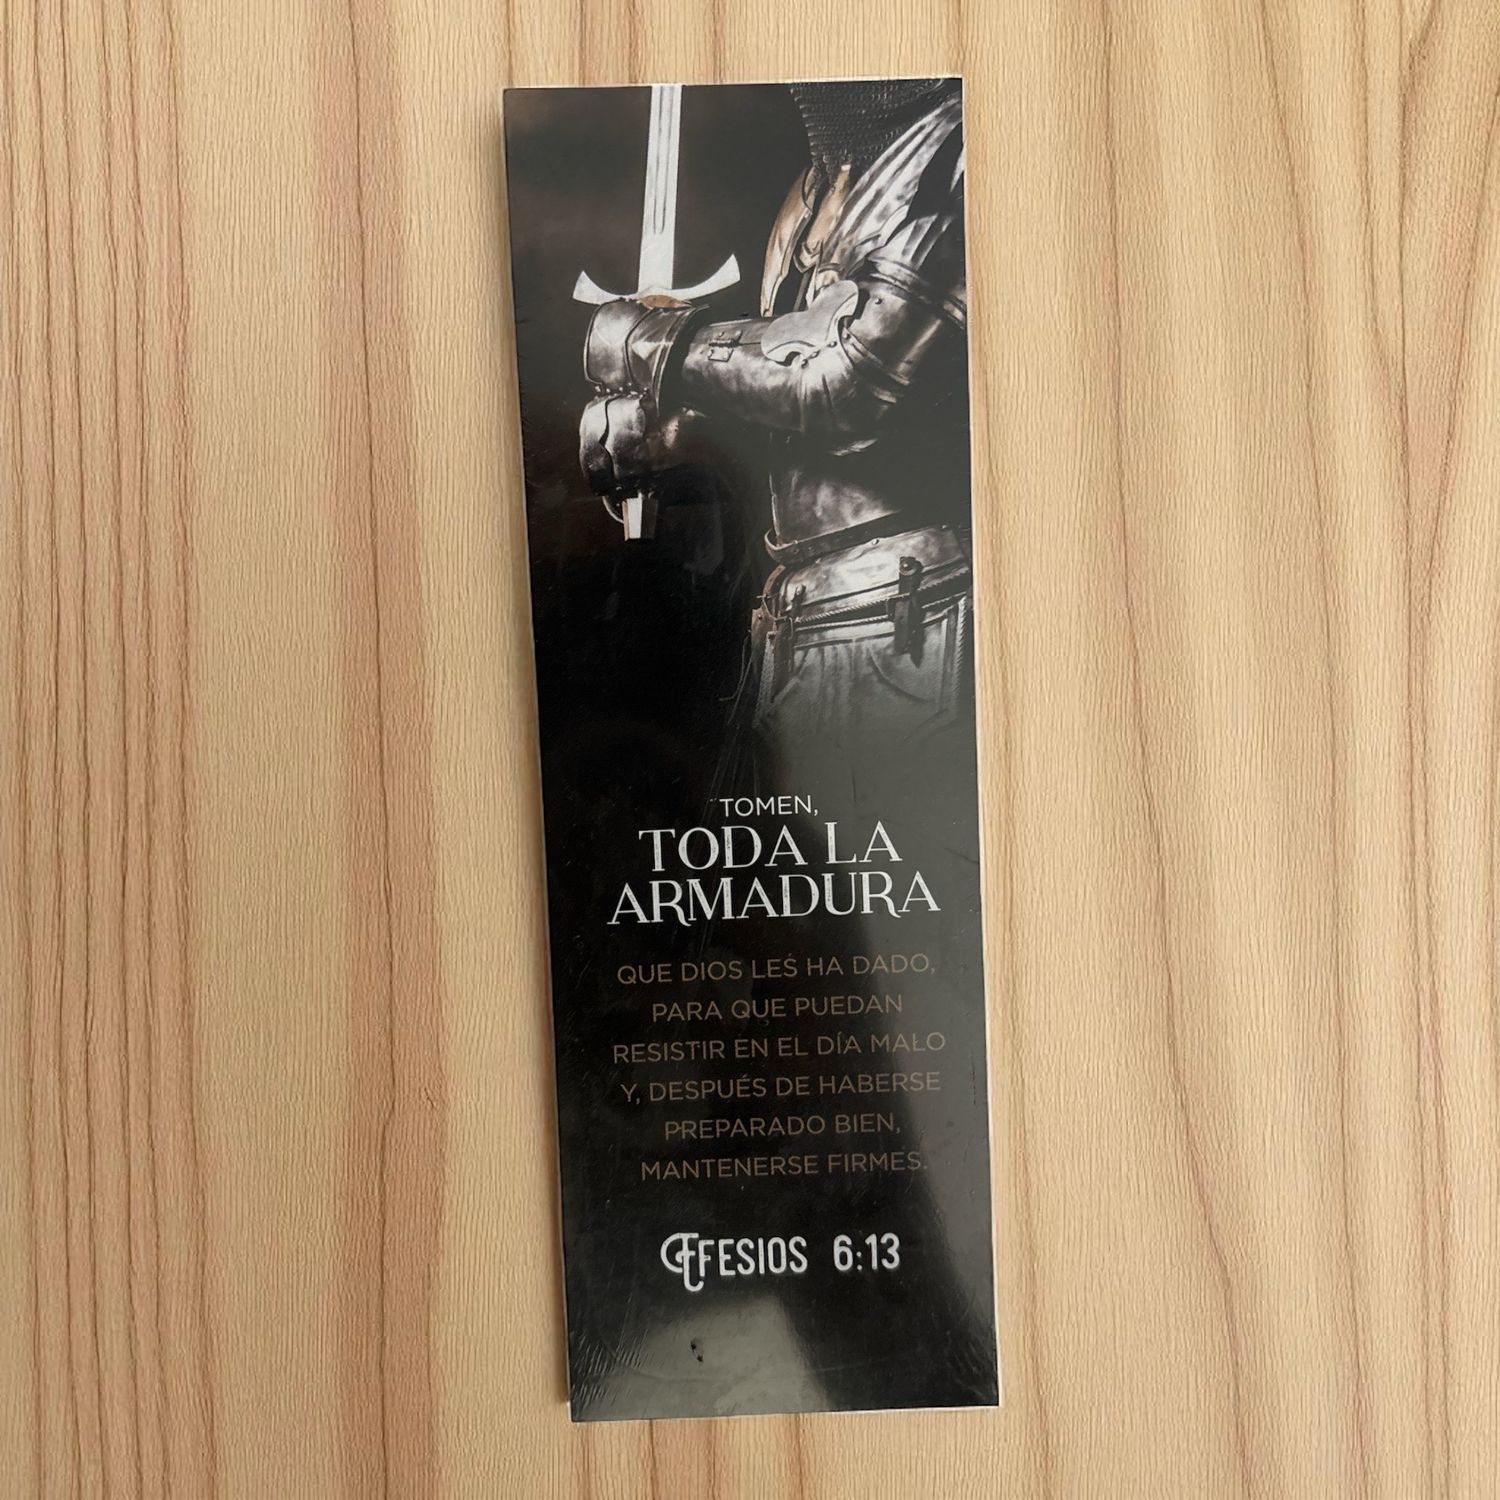 TOMEN,
TODA LA
ARMADURA
QUE DIOS LES HA DADO,
PARA QUE PUEDAN
RESISTIR EN EL DÍA MALO
Y, DESPUÉS DE HABERSE
PREPARADO BIEN,
MANTENERSE FIRMES.
EFESIOS 6:13